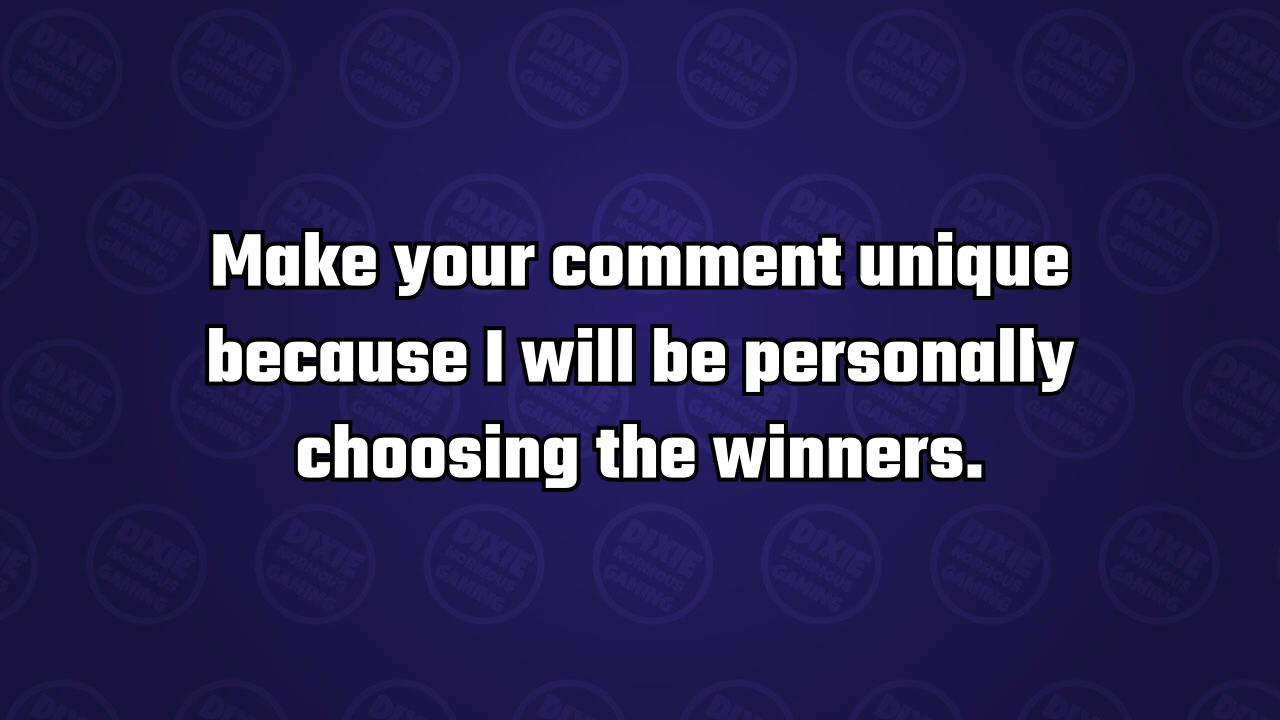 Make your comment unique
because I will be personally
choosing the winners.